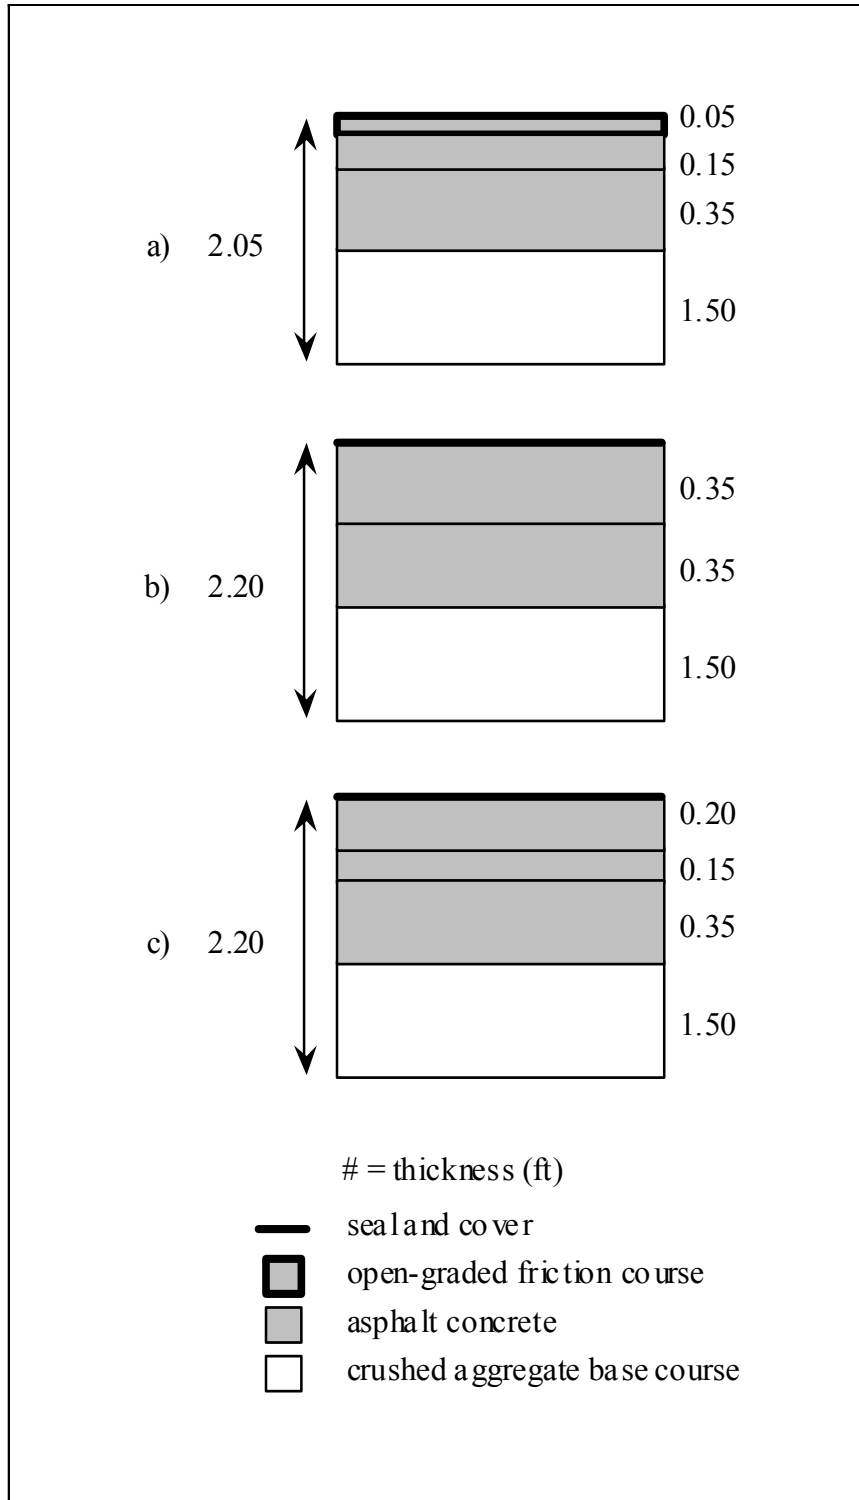 0.05
0.15
0.35
a) 2.05
1.50
0.35
0.35
b) 2.20
1.50
0.20
0.15
0.35
c) 2.20
1.50
# = thickness (ft)
seal and cover
open-graded friction course
asphalt concrete
crushed aggregate base course